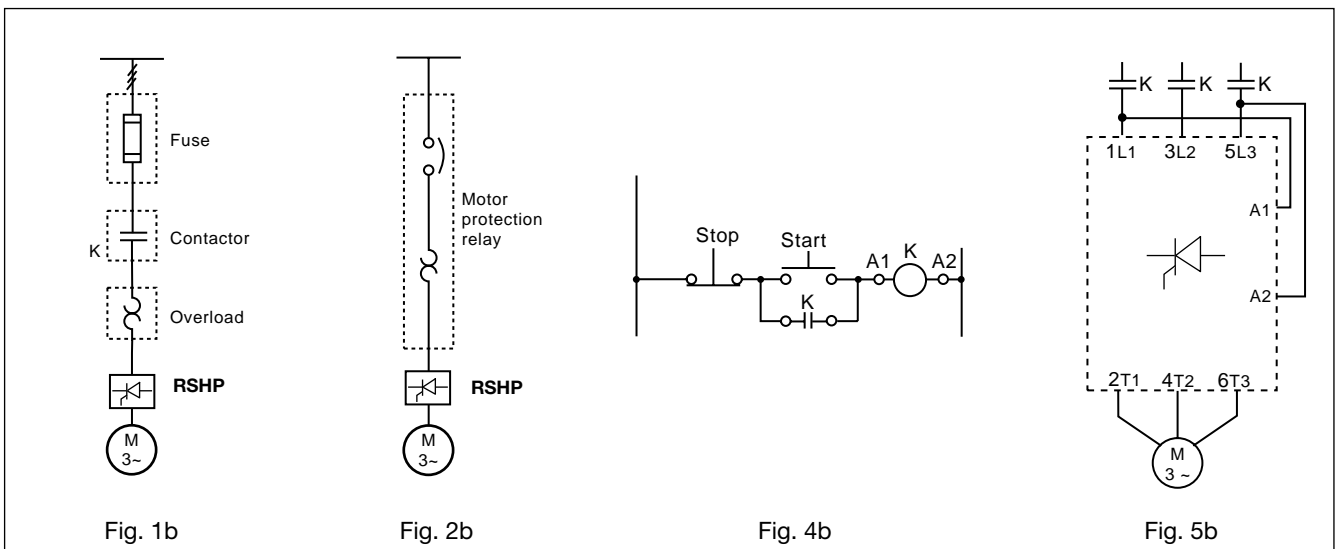 Fuse
K
Contactor
Overload
RSHP
M
3~
Fig. 1b
Motor
protection
relay
RSHP
M
3~
Fig. 2b
Stop
Start
A1
K
A2
K
Fig. 4b
K
K
K
1L1
3L2
5L3
A1
A2
2T1
4T2
6T3
M
3 ~
Fig. 5b